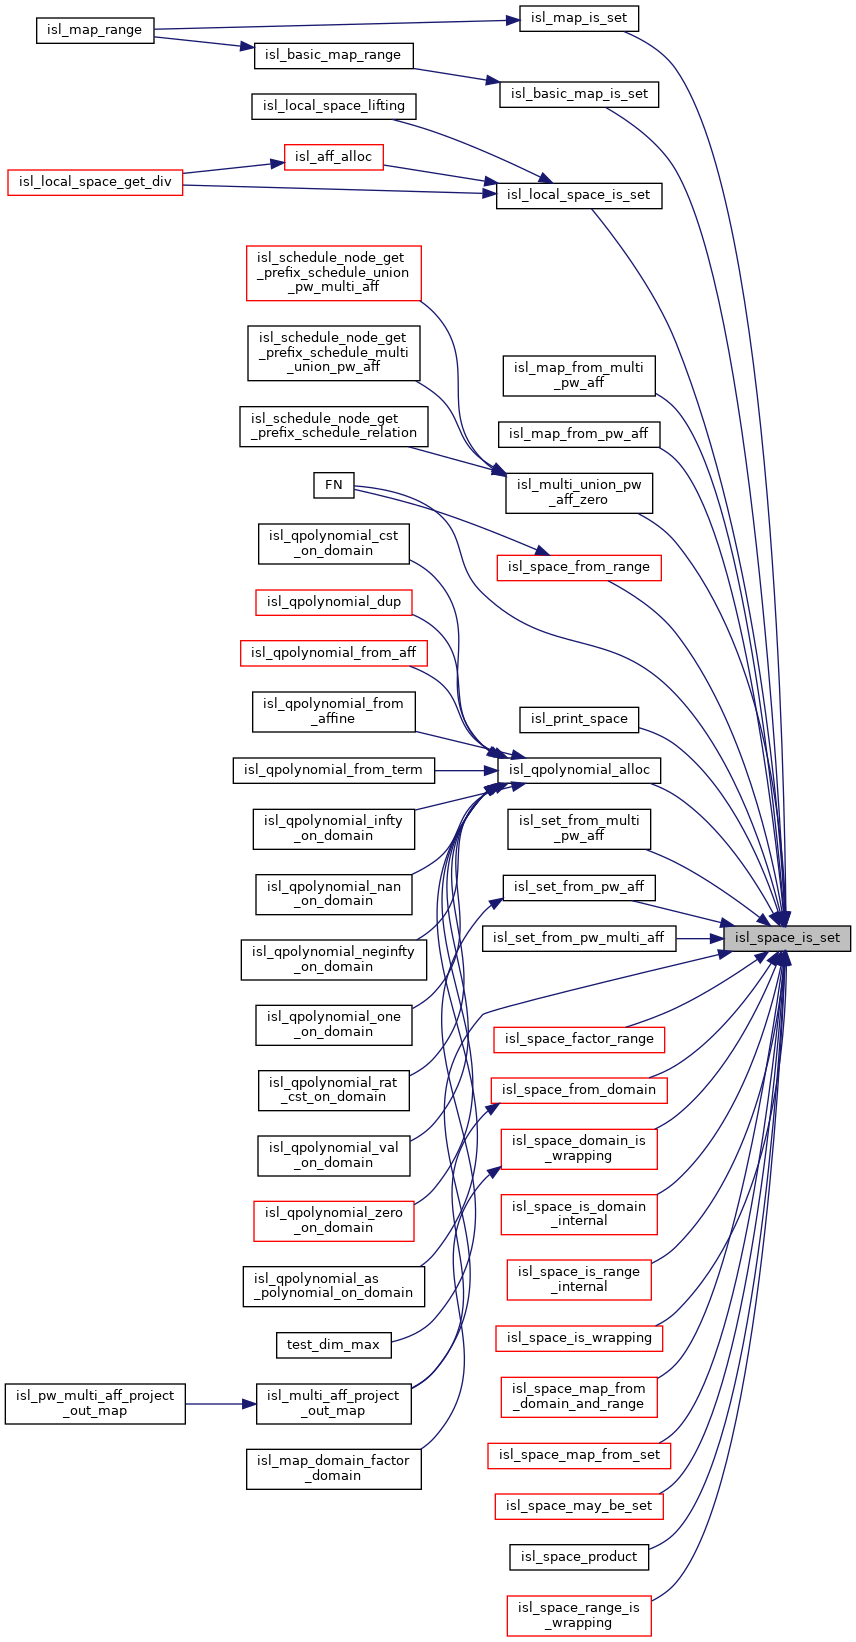 isl_map_range
isl_map_is_set
isl_basic_map_range
isl_basic_map_is_set
isl_local_space_lifting
isl_aff_alloc
isl_local_space_get_div
isl_local_space_is_set
isl_schedule_node_get
_prefix_schedule_union
_pw_multi_aff
isl_schedule_node_get
_prefix_schedule_multi
_union_pw_aff
isl_map_from_multi
_pw_aff
isl_schedule_node_get
_prefix_schedule_relation
isl_map_from_pw_aff
FN
isl_multi_union_pw
_aff_zero
isl_qpolynomial_cst
_on_domain
isl_space_from_range
isl_qpolynomial_dup
isl_qpolynomial_from_aff
isl_qpolynomial_from
_affine
isl_print_space
isl_qpolynomial_from_term
isl_qpolynomial_alloc
isl_qpolynomial_infty
_on_domain
isl_set_from_multi
_pw_aff
isl_qpolynomial_nan
_on_domain
isl_set_from_pw_aff
isl_qpolynomial_neginfty
_on_domain
isl_set_from_pw_multi_aff
isl_space_is_set
isl_qpolynomial_one
_on_domain
isl_space_factor_range
isl_qpolynomial_rat
_cst_on_domain
isl_space_from_domain
isl_qpolynomial_val
_on_domain
isl_space_domain_is
_wrapping
isl_qpolynomial_zero
_on_domain
isl_space_is_domain
_internal
isl_qpolynomial_as
_polynomial_on_domain
isl_space_is_range
_internal
test_dim_max
isl_space_is_wrapping
isl_pw_multi_aff_project
_out_map
isl_multi_aff_project
_out_map
isl_space_map_from
_domain_and_range
isl_map_domain_factor
_domain
isl_space_map_from_set
isl_space_may_be_set
isl_space_product
isl_space_range_is
_wrapping